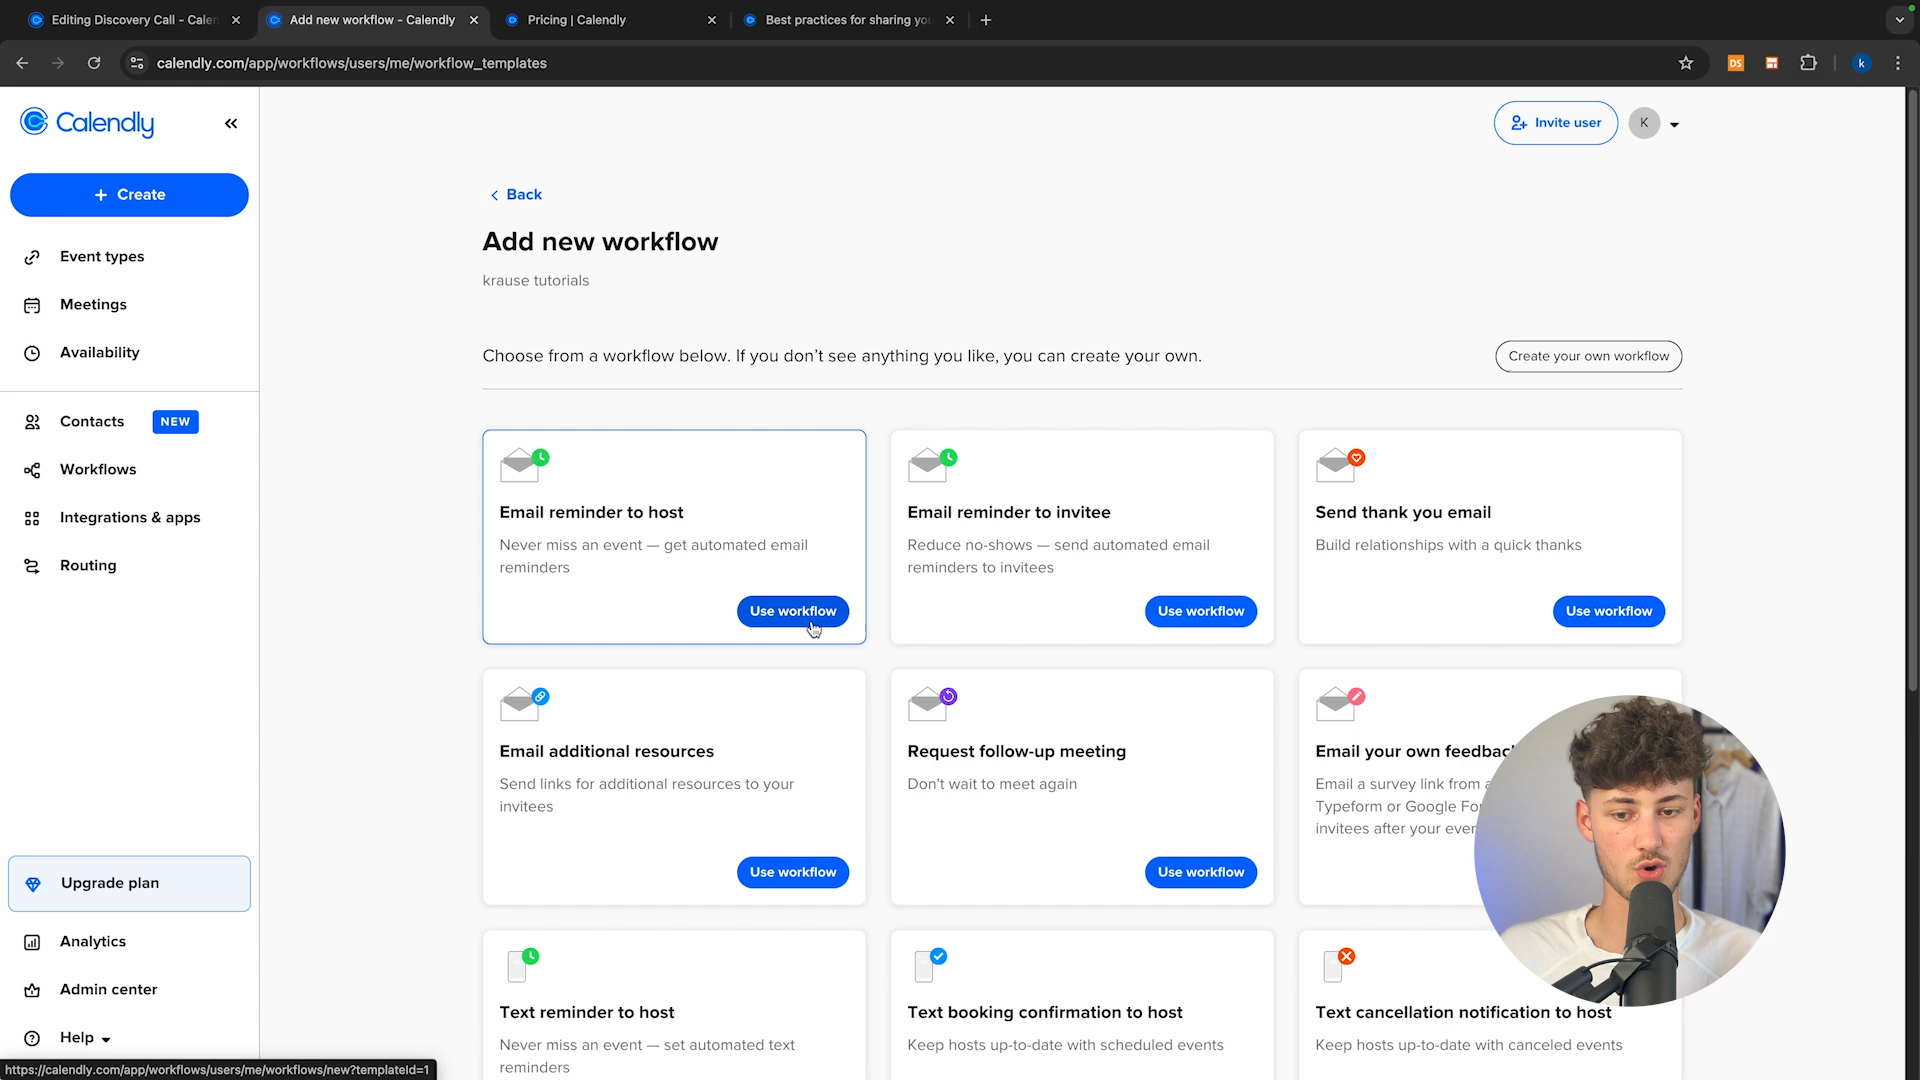 Editing Discovery Call - Calen
Add new workflow - Calendly
Pricing | Calendly
Best practices for sharing you
calendly.com/app/workflows/users/me/workflow_templates
DS
k
Calendly
Invite user
K
+ Create
Event types
Meetings
Availability
Contacts NEW
Workflows
Integrations & apps
Routing
Upgrade plan
Analytics
Admin center
Help
Back
Add new workflow
krause tutorials
Choose from a workflow below. If you don't see anything you like, you can create your own.
Create your own workflow
Email reminder to host
Never miss an event — get automated email
reminders
Use workflow
Email reminder to invitee
Reduce no-shows — send automated email
reminders to invitees
Use workflow
Send thank you email
Build relationships with a quick thanks
Use workflow
Email additional resources
Send links for additional resources to your
invitees
Use workflow
Request follow-up meeting
Don't wait to meet again
Use workflow
Email your own feedbac
Email a survey link from
Typeform or Google Fo
invitees after your even
Text reminder to host
Never miss an event — set automated text
reminders
Text booking confirmation to host
Keep hosts up-to-date with scheduled events
Text cancellation notification to host
Keep hosts up-to-date with canceled events
https://calendly.com/app/workflows/users/me/workflows/new?templateId=1